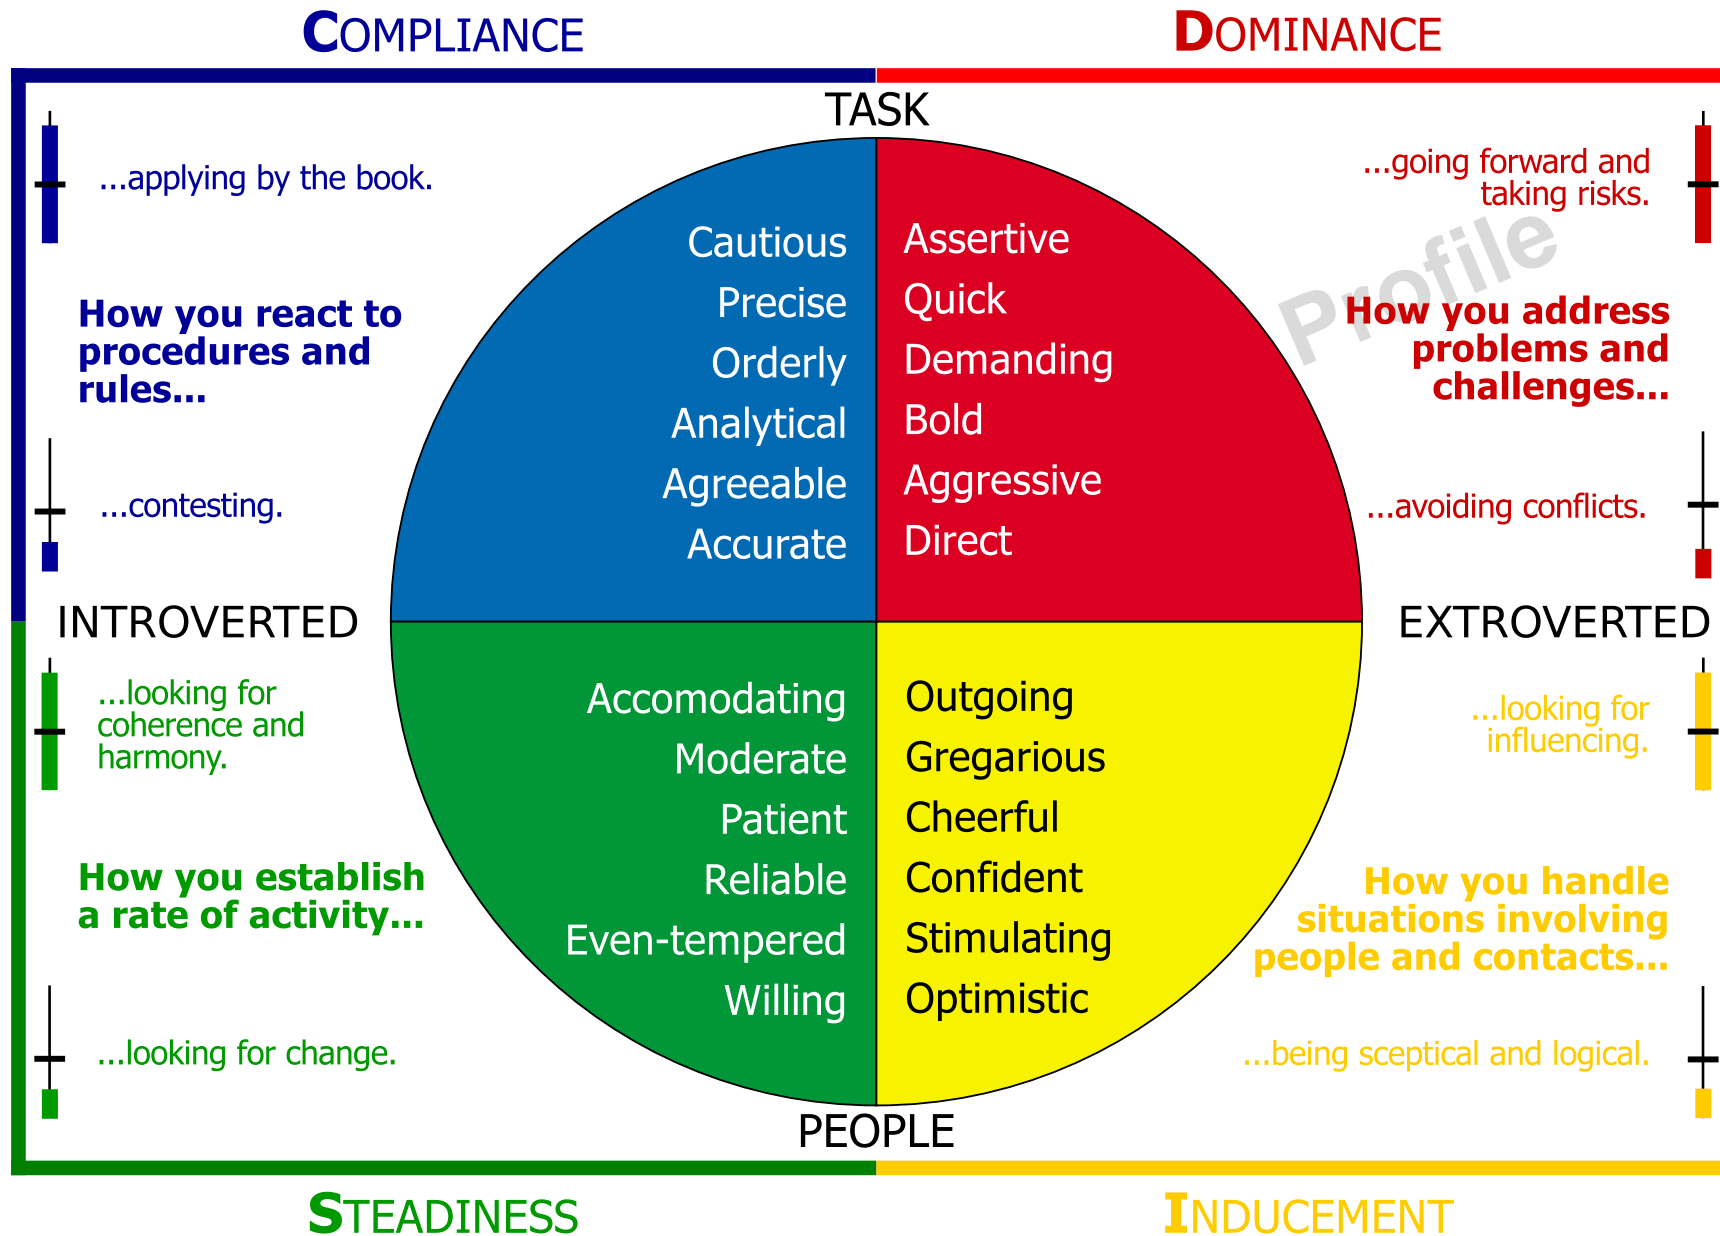 COMPLIANCE
DOMINANCE
TASK
...applying by the book.
How you react to
procedures and
rules...
...contesting.
Cautious
Precise
Orderly
Analytical
Agreeable
Accurate
Assertive
Quick
Demanding
Bold
Aggressive
Direct
...going forward and
taking risks.
Profile
How you address
problems and
challenges...
...avoiding conflicts.
INTROVERTED
EXTROVERTED
...looking for
coherence and
harmony.
How you establish
a rate of activity...
...looking for change.
Accomodating
Moderate
Patient
Reliable
Even-tempered
Willing
Outgoing
Gregarious
Cheerful
Confident
Stimulating
Optimistic
...looking for
influencing.
How you handle
situations involving
people and contacts...
...being sceptical and logical.
PEOPLE
STEADINESS
INDUCEMENT